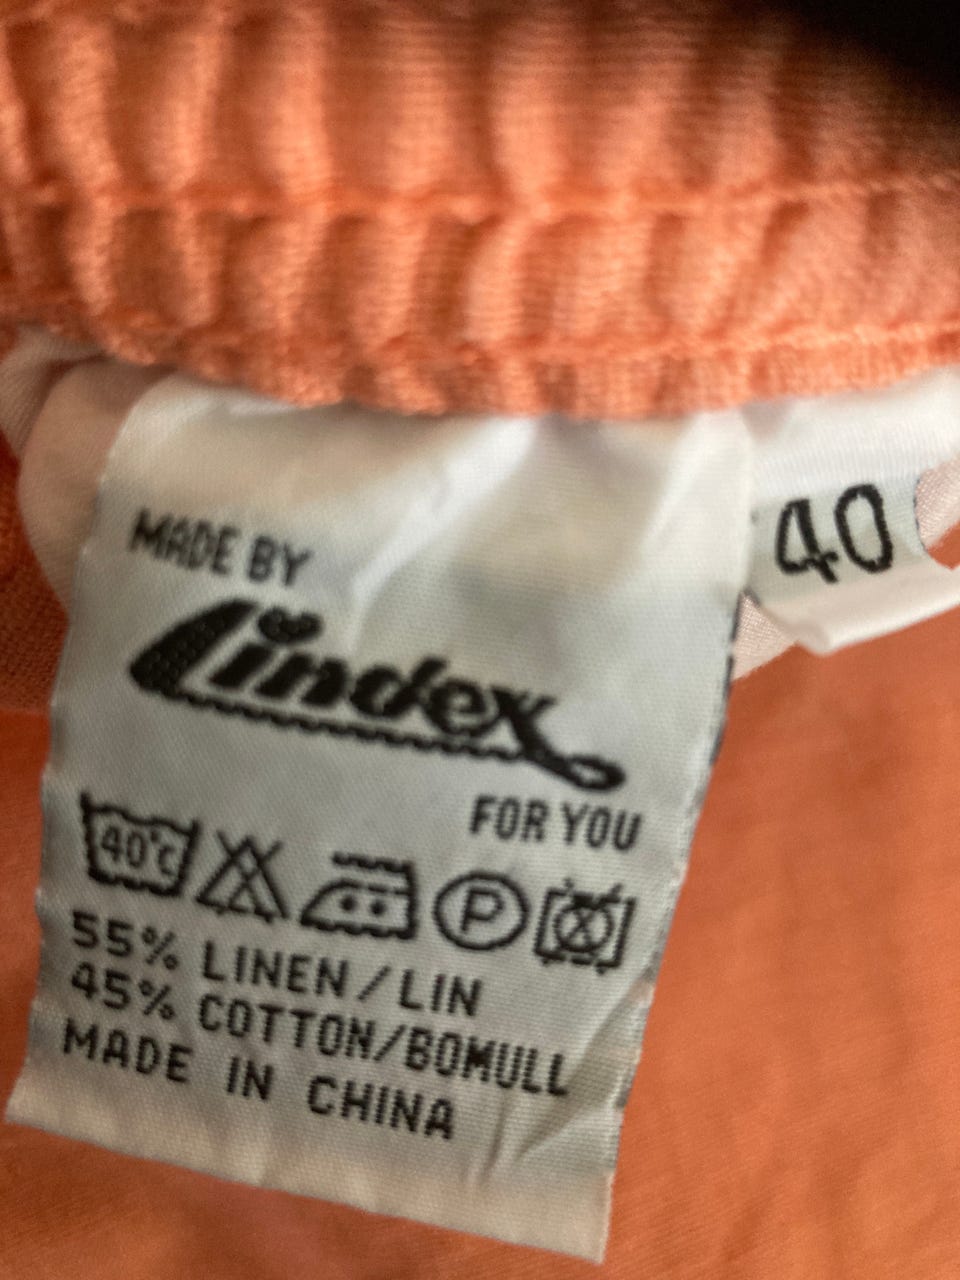 MADE BY
Lindex
FOR YOU
40
40°C
P
55% LINEN/LIN
45% COTTON/BOMULL
MADE IN CHINA